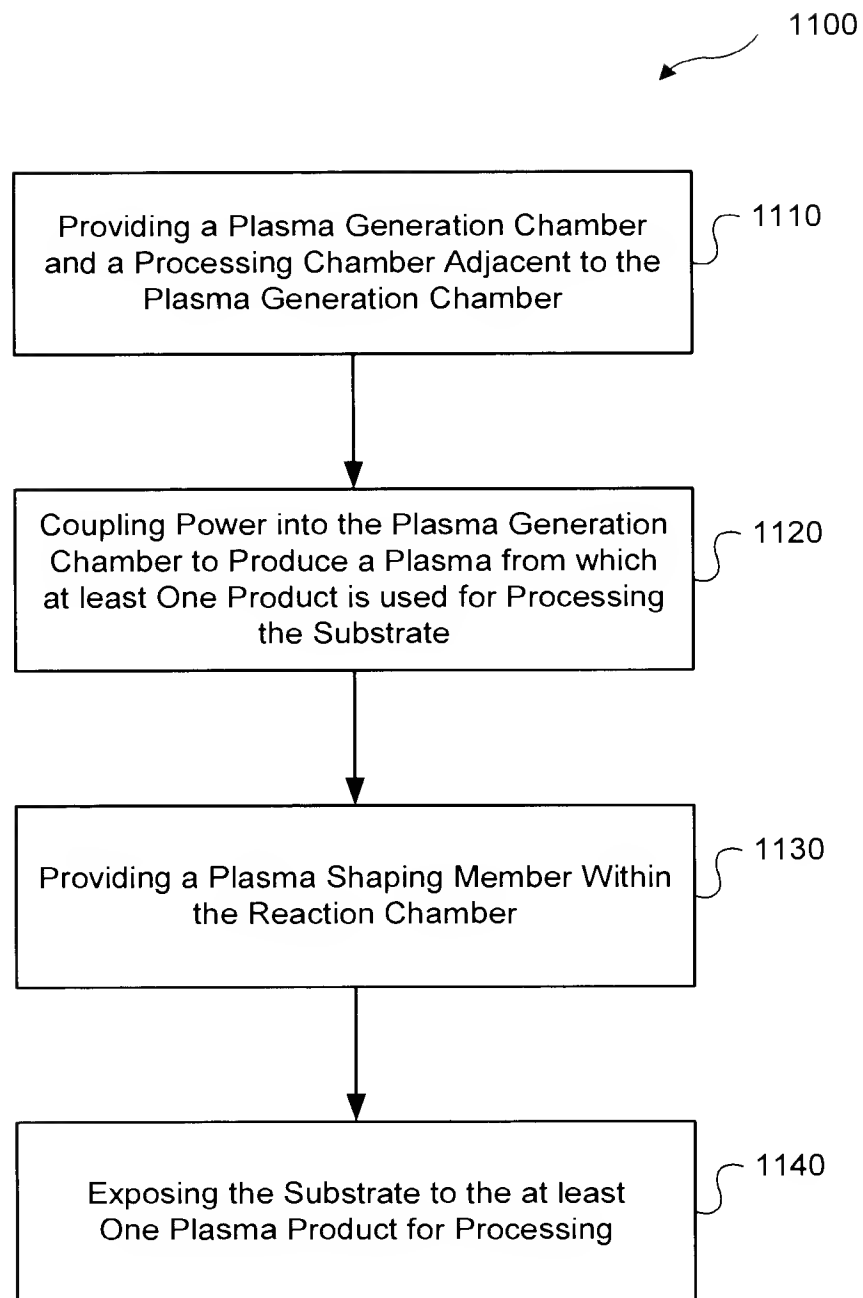 1100
Providing a Plasma Generation Chamber
and a Processing Chamber Adjacent to the
Plasma Generation Chamber
1110
Coupling Power into the Plasma Generation
Chamber to Produce a Plasma from which
at least One Product is used for Processing
the Substrate
1120
Providing a Plasma Shaping Member Within
the Reaction Chamber
1130
Exposing the Substrate to the at least
One Plasma Product for Processing
1140